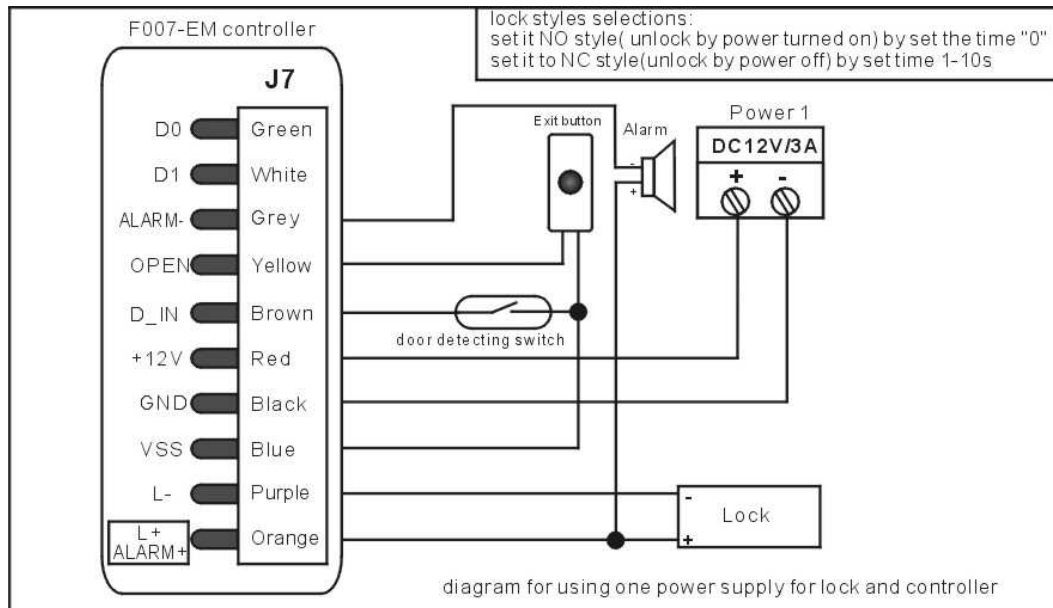 F007-EM controller
lock styles selections:
set it NO style( unlock by power turned on) by set the time "0"
set it to NC style(unlock by power off) by set time 1-10s
J7
D0 Green
D1 White
ALARM- Grey
OPEN Yellow
D_IN Brown
+12V Red
GND Black
VSS Blue
L- Purple
L+
ALARM+ Orange
Exit button
Alarm
-
+
Power 1
DC12V/3A
+ -
door detecting switch
-
Lock
+
diagram for using one power supply for lock and controller